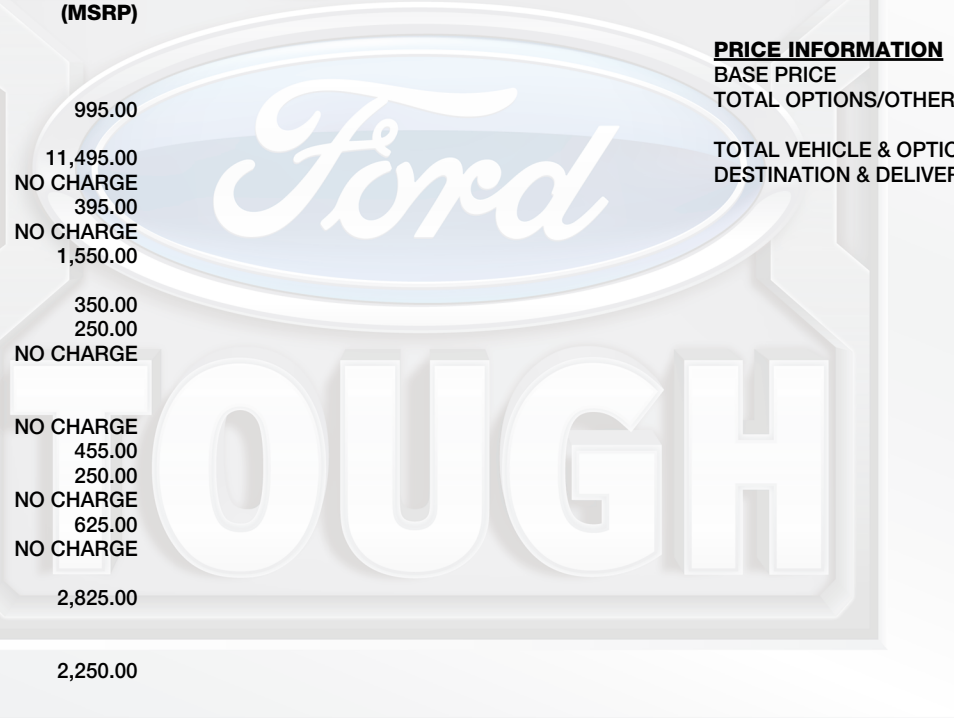 (MSRP)
995.00
11,495.00
NO CHARGE
395.00
NO CHARGE
1,550.00
350.00
250.00
NO CHARGE
NO CHARGE
455.00
250.00
NO CHARGE
625.00
NO CHARGE
2,825.00
2,250.00
PRICE INFORMATION
BASE PRICE
TOTAL OPTIONS/OTHER
TOTAL VEHICLE & OPTIO
DESTINATION & DELIVER
Ford
TOUGH